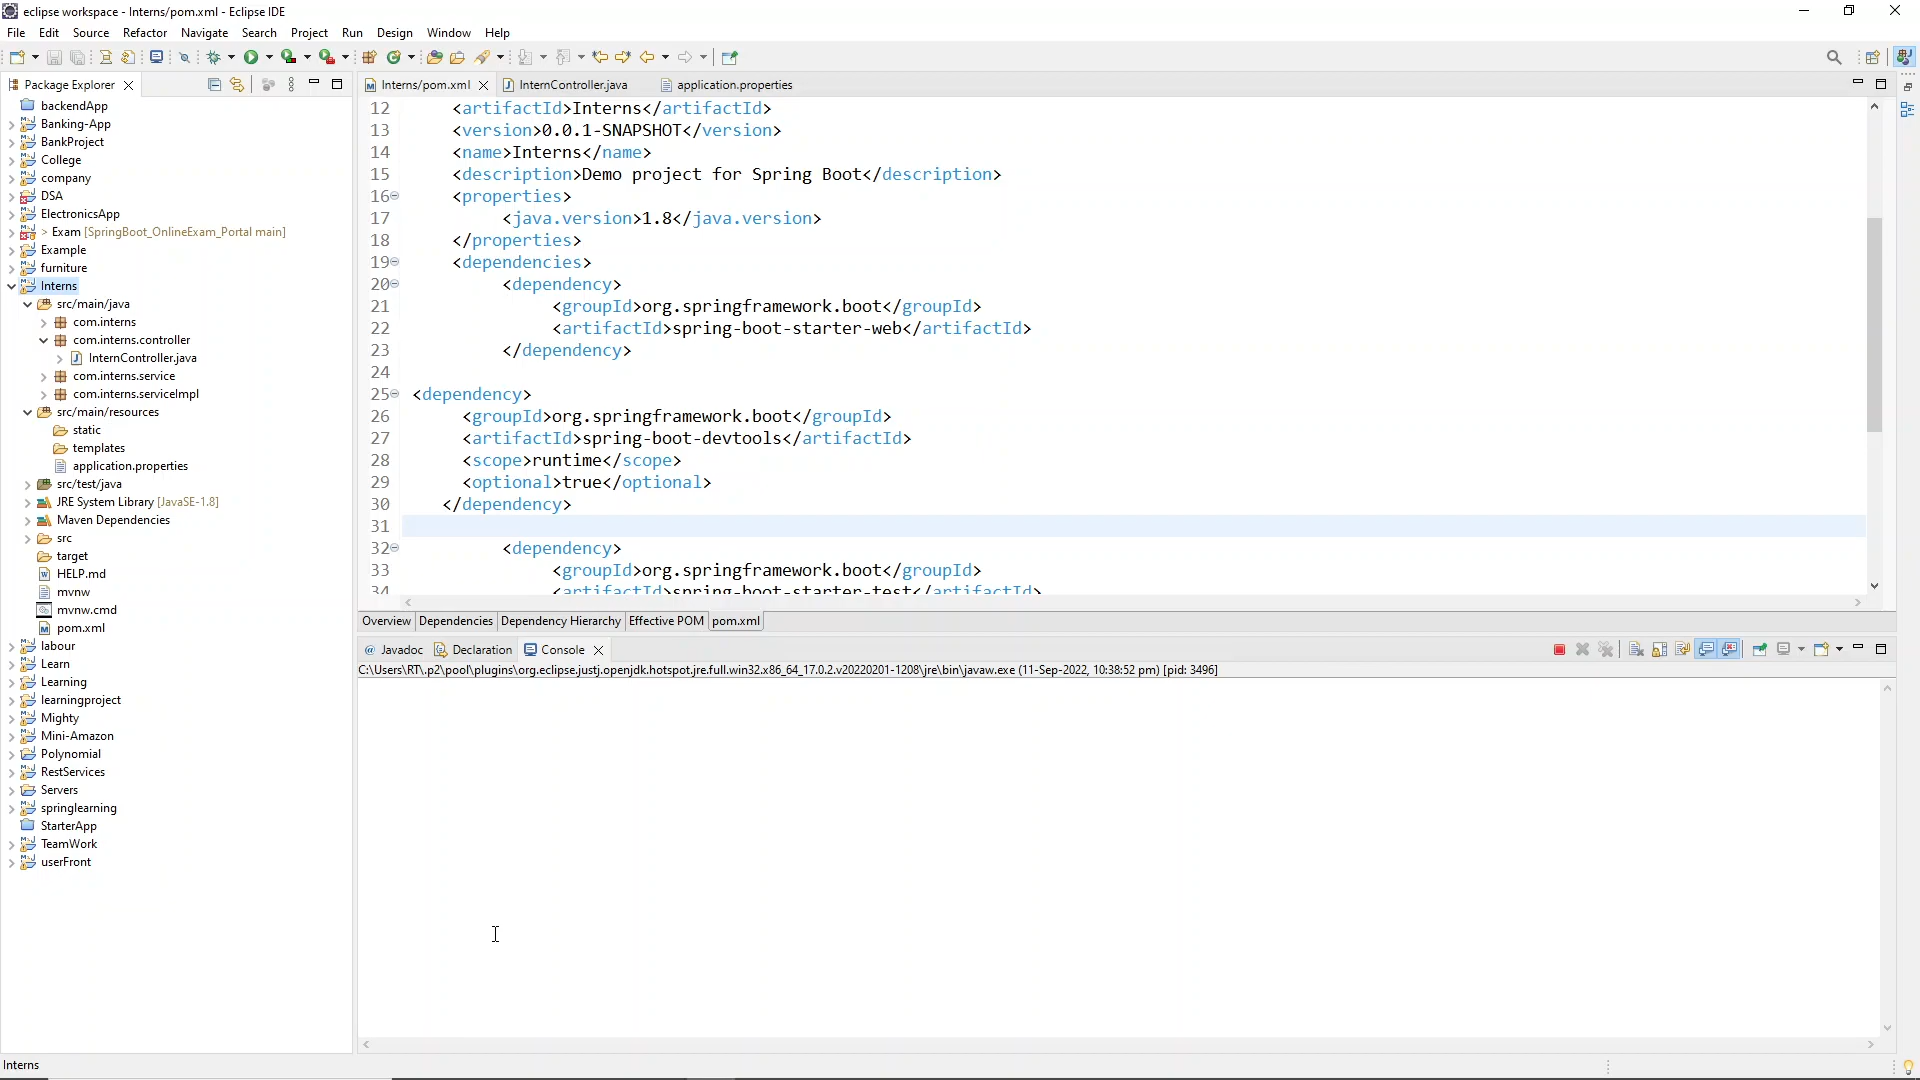 eclipse workspace - Interns/pom.xml - Eclipse IDE
File Edit Source Refactor Navigate Search Project Run Design Window Help
Package Explorer
Interns/pom.xml
InternController.java
application.properties
backendApp
Banking-App
BankProject
College
company
DSA
ElectronicsApp
> Exam [SpringBoot_OnlineExam_Portal main]
Example
furniture
Interns
src/main/java
com.interns
com.interns.controller
InternController.java
com.interns.service
com.interns.serviceImpl
src/main/resources
static
templates
application.properties
src/test/java
JRE System Library [JavaSE-1.8]
Maven Dependencies
src
target
HELP.md
mvnw
mvnw.cmd
pom.xml
labour
Learn
Learning
learningproject
Mighty
Mini-Amazon
Polynomial
RestServices
Servers
springlearning
StarterApp
TeamWork
userFront
12 <artifactId>Interns</artifactId>
13 <version>0.0.1-SNAPSHOT</version>
14 <name>Interns</name>
15 <description>Demo project for Spring Boot</description>
16 <properties>
17 <java.version>1.8</java.version>
18 </properties>
19 <dependencies>
20 <dependency>
21 <groupId>org.springframework.boot</groupId>
22 <artifactId>spring-boot-starter-web</artifactId>
23 </dependency>
24
25 <dependency>
26 <groupId>org.springframework.boot</groupId>
27 <artifactId>spring-boot-devtools</artifactId>
28 <scope>runtime</scope>
29 <optional>true</optional>
30 </dependency>
31
32 <dependency>
33 <groupId>org.springframework.boot</groupId>
34 <artifactId>spring-boot-starter-test</artifactId>
Overview Dependencies Dependency Hierarchy Effective POM pom.xml
@ Javadoc Declaration Console
C:\Users\RT\.p2\pool\plugins\org.eclipse.justj.openjdk.hotspot.jre.full.win32.x86_64_17.0.2.v20220201-1208\jre\bin\javaw.exe (11-Sep-2022, 10:38:52 pm) [pid: 3496]
Interns